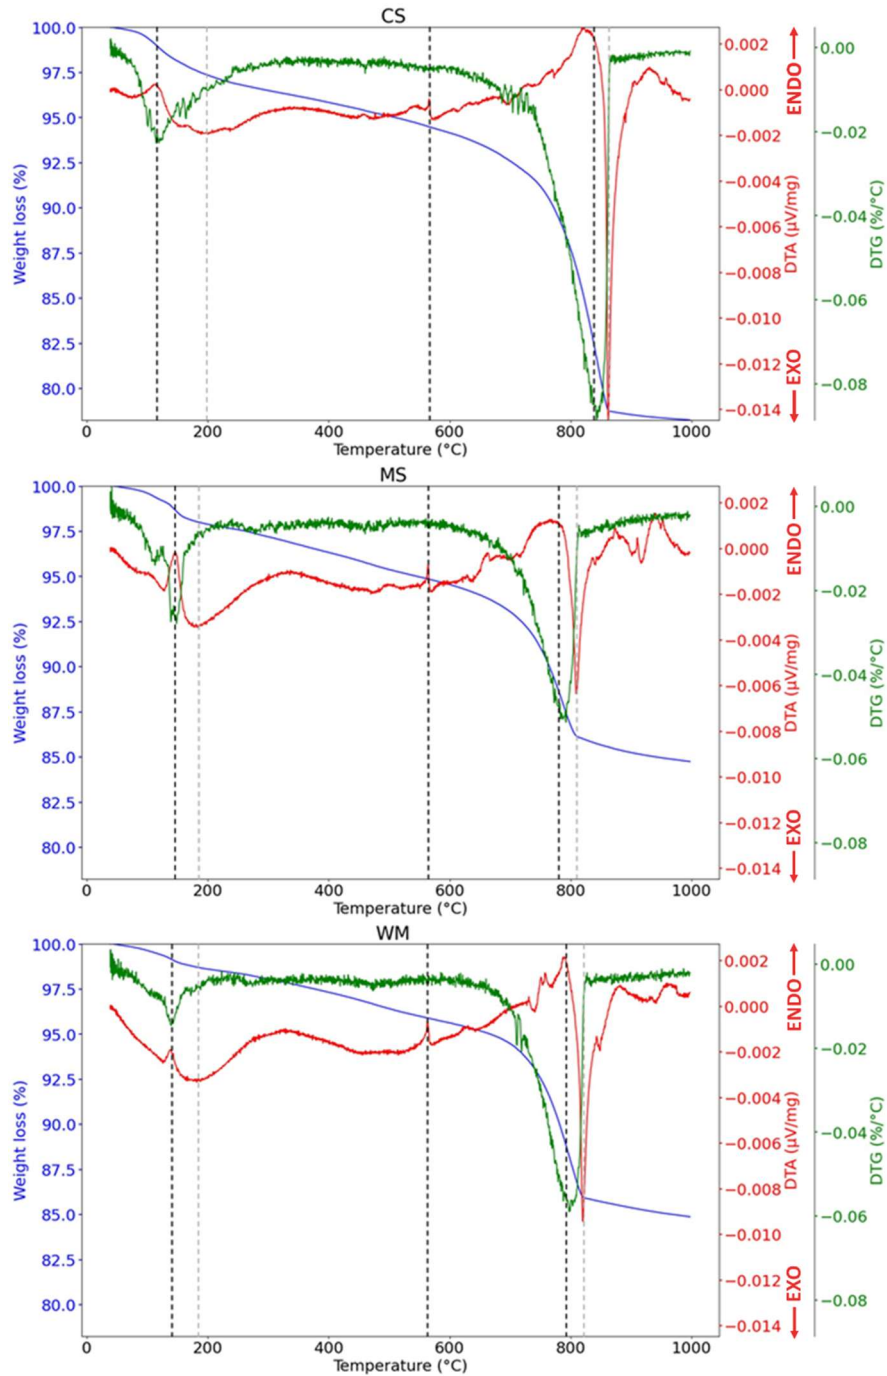 CS
100.0
97.5
95.0
92.5
90.0
87.5
85.0
82.5
80.0
Weight loss (%)
0 200 400 600 800 1000
Temperature (°C)
0.002
0.000
−0.002
−0.004
−0.006
−0.008
−0.010
−0.012
−0.014
DTA (μV/mg)
ENDO
EXO
0.00
−0.02
−0.04
−0.06
−0.08
DTG (%/°C)
MS
100.0
97.5
95.0
92.5
90.0
87.5
85.0
82.5
80.0
Weight loss (%)
0 200 400 600 800 1000
Temperature (°C)
0.002
0.000
−0.002
−0.004
−0.006
−0.008
−0.010
−0.012
−0.014
DTA (μV/mg)
ENDO
EXO
0.00
−0.02
−0.04
−0.06
−0.08
DTG (%/°C)
WM
100.0
97.5
95.0
92.5
90.0
87.5
85.0
82.5
80.0
Weight loss (%)
0 200 400 600 800 1000
Temperature (°C)
0.002
0.000
−0.002
−0.004
−0.006
−0.008
−0.010
−0.012
−0.014
DTA (μV/mg)
ENDO
EXO
0.00
−0.02
−0.04
−0.06
−0.08
DTG (%/°C)